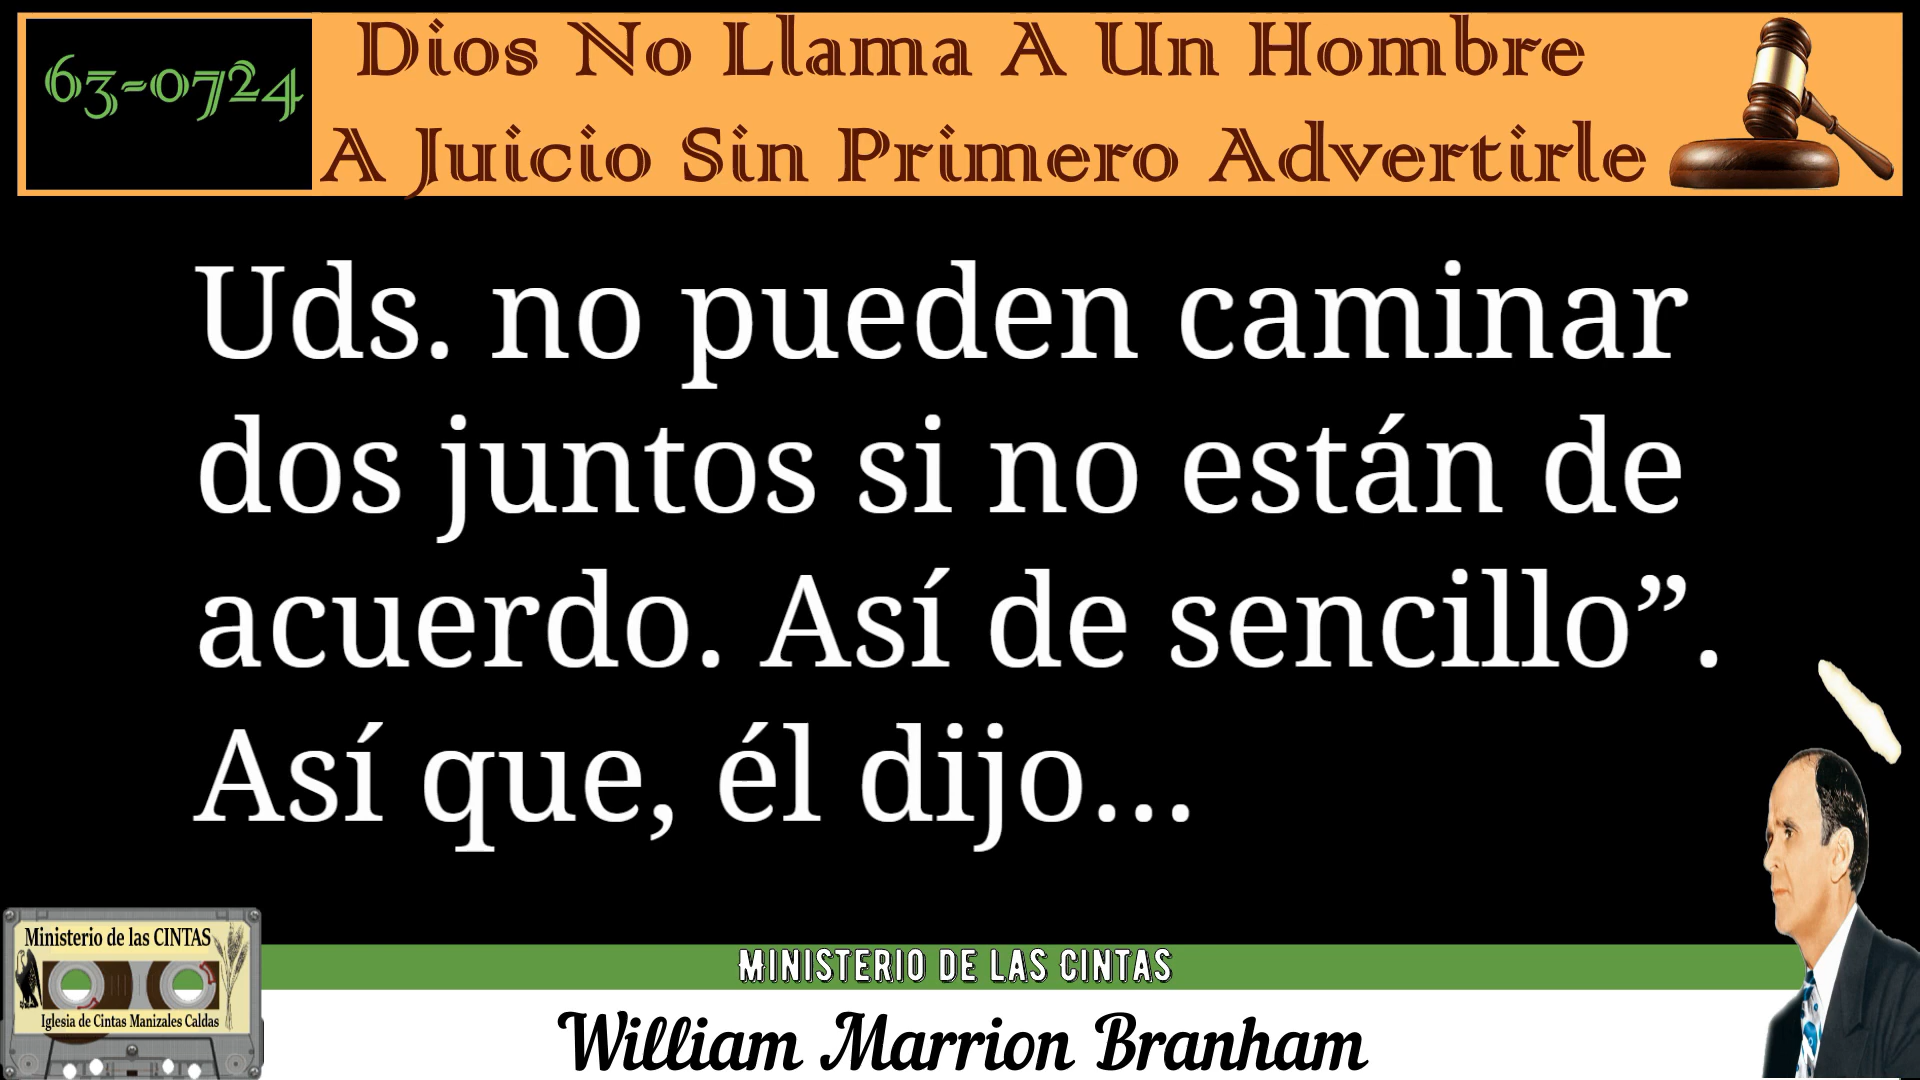 63-0724
Dios No Llama A Un Hombre
A Juicio Sin Primero Advertirle
Uds. no pueden caminar
dos juntos si no están de
acuerdo. Así de sencillo”.
Así que, él dijo...
Ministerio de las CINTAS
Iglesia de Cintas Manizales Caldas
MINISTERIO DE LAS CINTAS
William Marrion Branham